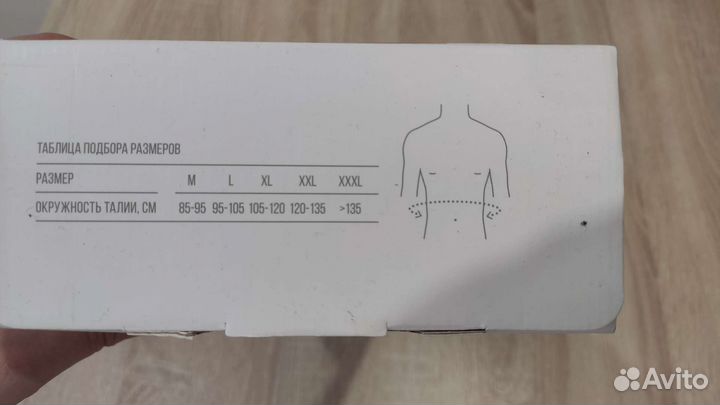 ТАБЛИЦА ПОДБОРА РАЗМЕРОВ
РАЗМЕР M L XL XXL XXXL
ОКРУЖНОСТЬ ТАЛИИ, СМ 85-95 95-105 105-120 120-135 >135
Avito